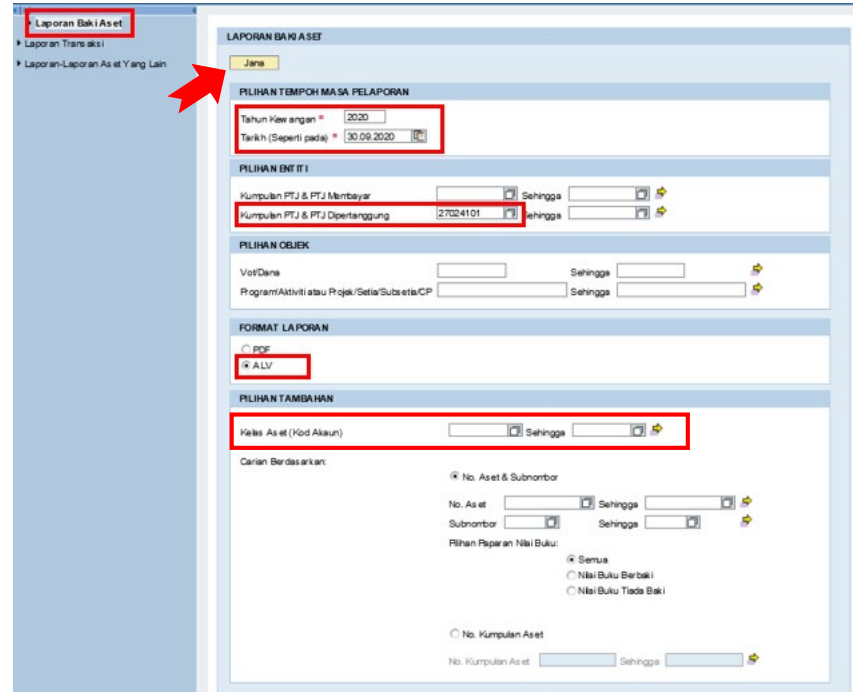 Laporan Baki Aset
Laporan Transaksi
Laporan-Laporan Aset Yang Lain
LAPORAN BAKI ASET
Jana
PILIHAN TEMPOH MASA PELAPORAN
Tahun Kewangan * 2020
Tarikh (Seperti pada) * 30.09.2020
PILIHAN ENTITI
Kumpulan PTJ & PTJ Membayar Sehingga
Kumpulan PTJ & PTJ Dipertanggung 27024101 Sehingga
PILIHAN OBJEK
Vot/Dana Sehingga
Program/Aktiviti atau Projek/Setia/Subsetia/CP Sehingga
FORMAT LAPORAN
PDF
ALV
PILIHAN TAMBAHAN
Kelas Aset (Kod Akaun) Sehingga
Carian Berdasarkan:
No. Aset & Subnombor
No. Aset Sehingga
Subnombor Sehingga
Pilihan Paparan Nilai Buku:
Semua
Nilai Buku Berbaki
Nilai Buku Tiada Baki
No. Kumpulan Aset
No. Kumpulan Aset Sehingga